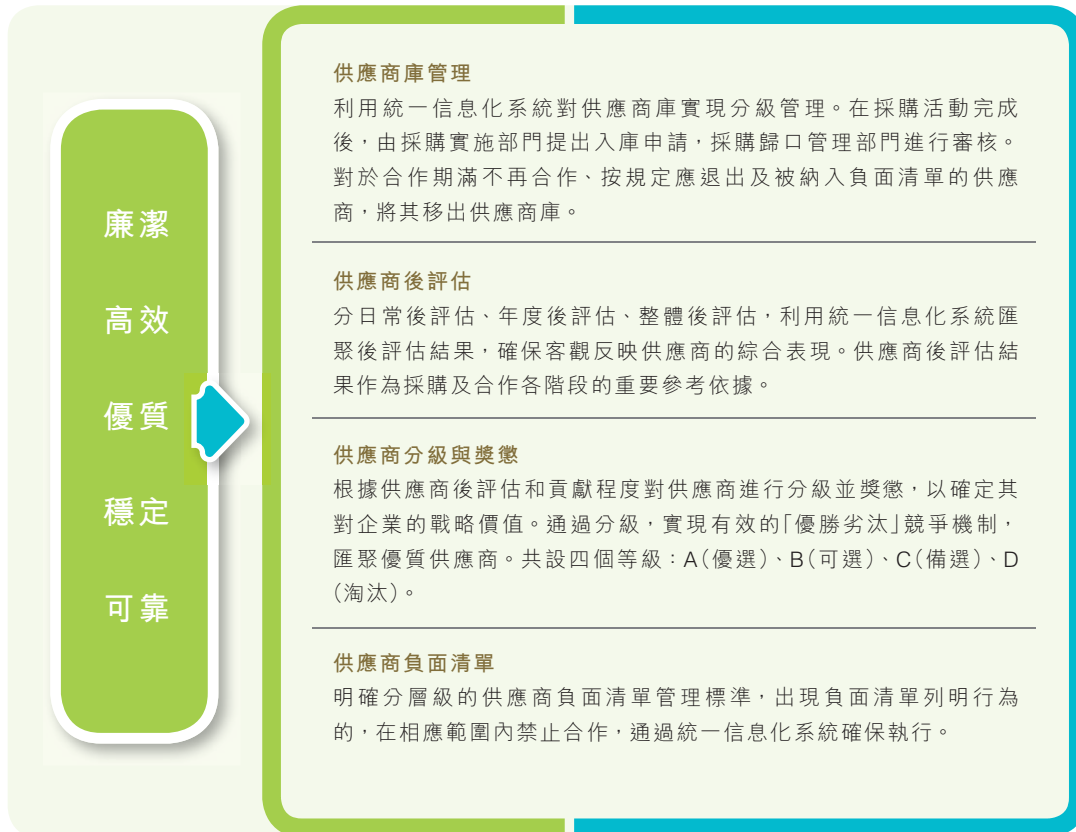 廉潔
高效
優質
穩定
可靠
供應商庫管理
利用統一信息化系統對供應商庫實現分級管理。在採購活動完成
後，由採購實施部門提出入庫申請，採購歸口管理部門進行審核。
對於合作期滿不再合作、按規定應退出及被納入負面清單的供應
商，將其移出供應商庫。
供應商後評估
分日常後評估、年度後評估、整體後評估，利用統一信息化系統匯
聚後評估結果，確保客觀反映供應商的綜合表現。供應商後評估結
果作為採購及合作各階段的重要參考依據。
供應商分級與獎懲
根據供應商後評估和貢獻程度對供應商進行分級並獎懲，以確定其
對企業的戰略價值。通過分級，實現有效的「優勝劣汰」競爭機制，
匯聚優質供應商。共設四個等級：A（優選）、B（可選）、C（備選）、D
（淘汰）。
供應商負面清單
明確分層級的供應商負面清單管理標準，出現負面清單列明行為
的，在相應範圍內禁止合作，通過統一信息化系統確保執行。